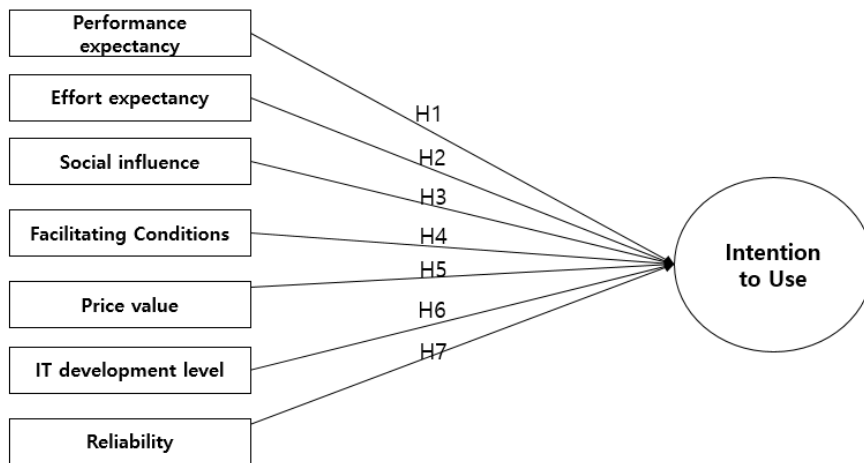 Performance
expectancy
Effort expectancy
Social influence
Facilitating Conditions
Price value
IT development level
Reliability
H1
H2
H3
H4
H5
H6
H7
Intention
to Use